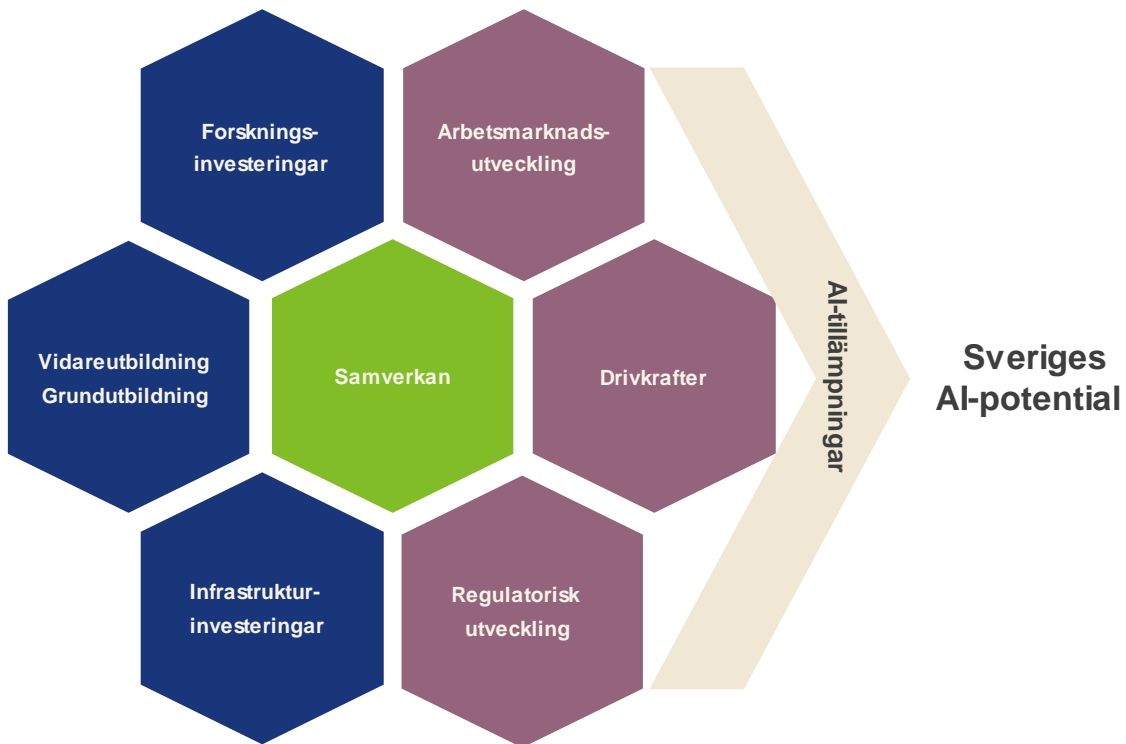 Forsknings-
investeringar
Arbetsmarknads-
utveckling
Vidareutbildning
Grundutbildning
Samverkan
Drivkrafter
AI-tillämpningar
Sveriges
AI-potential
Infrastruktur-
investeringar
Regulatorisk
utveckling